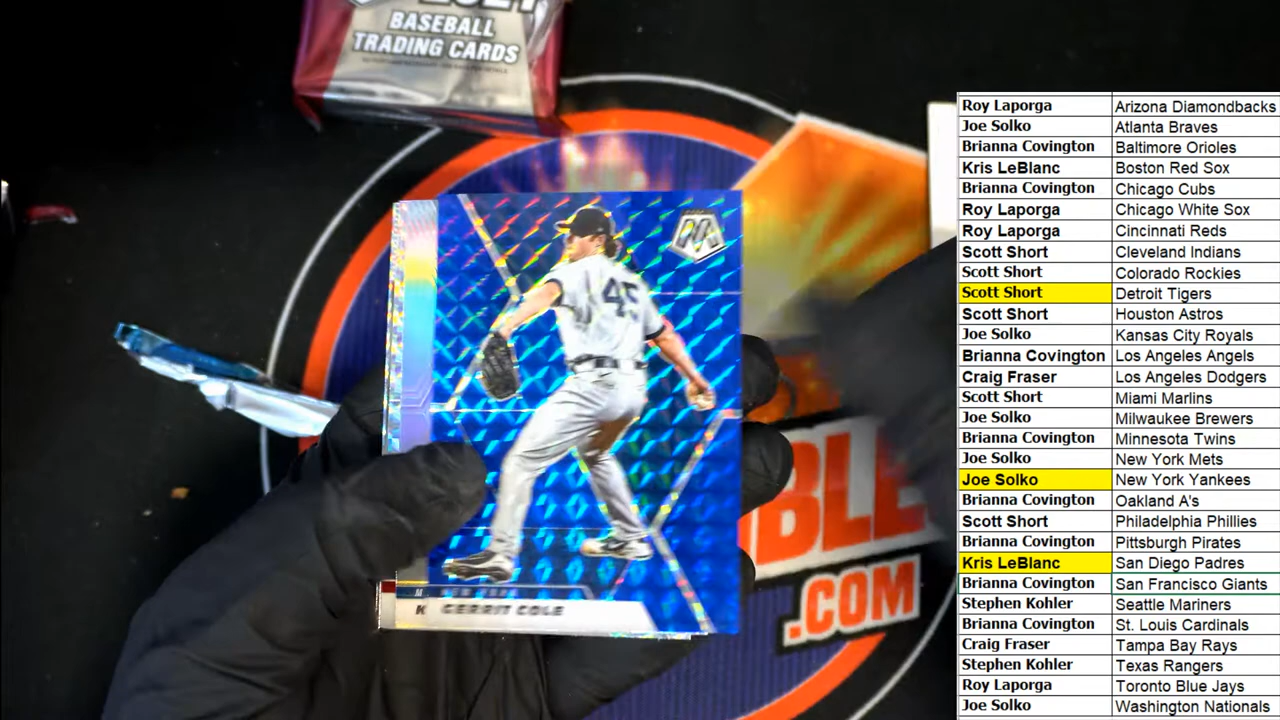 2021
BASEBALL
TRADING CARDS
45
NEW YORK
K GERRIT COLE
BLE
.COM
Roy Laporga Arizona Diamondbacks
Joe Solko Atlanta Braves
Brianna Covington Baltimore Orioles
Kris LeBlanc Boston Red Sox
Brianna Covington Chicago Cubs
Roy Laporga Chicago White Sox
Roy Laporga Cincinnati Reds
Scott Short Cleveland Indians
Scott Short Colorado Rockies
Scott Short Detroit Tigers
Scott Short Houston Astros
Joe Solko Kansas City Royals
Brianna Covington Los Angeles Angels
Craig Fraser Los Angeles Dodgers
Scott Short Miami Marlins
Joe Solko Milwaukee Brewers
Brianna Covington Minnesota Twins
Joe Solko New York Mets
Joe Solko New York Yankees
Brianna Covington Oakland A's
Scott Short Philadelphia Phillies
Brianna Covington Pittsburgh Pirates
Kris LeBlanc San Diego Padres
Brianna Covington San Francisco Giants
Stephen Kohler Seattle Mariners
Brianna Covington St. Louis Cardinals
Craig Fraser Tampa Bay Rays
Stephen Kohler Texas Rangers
Roy Laporga Toronto Blue Jays
Joe Solko Washington Nationals